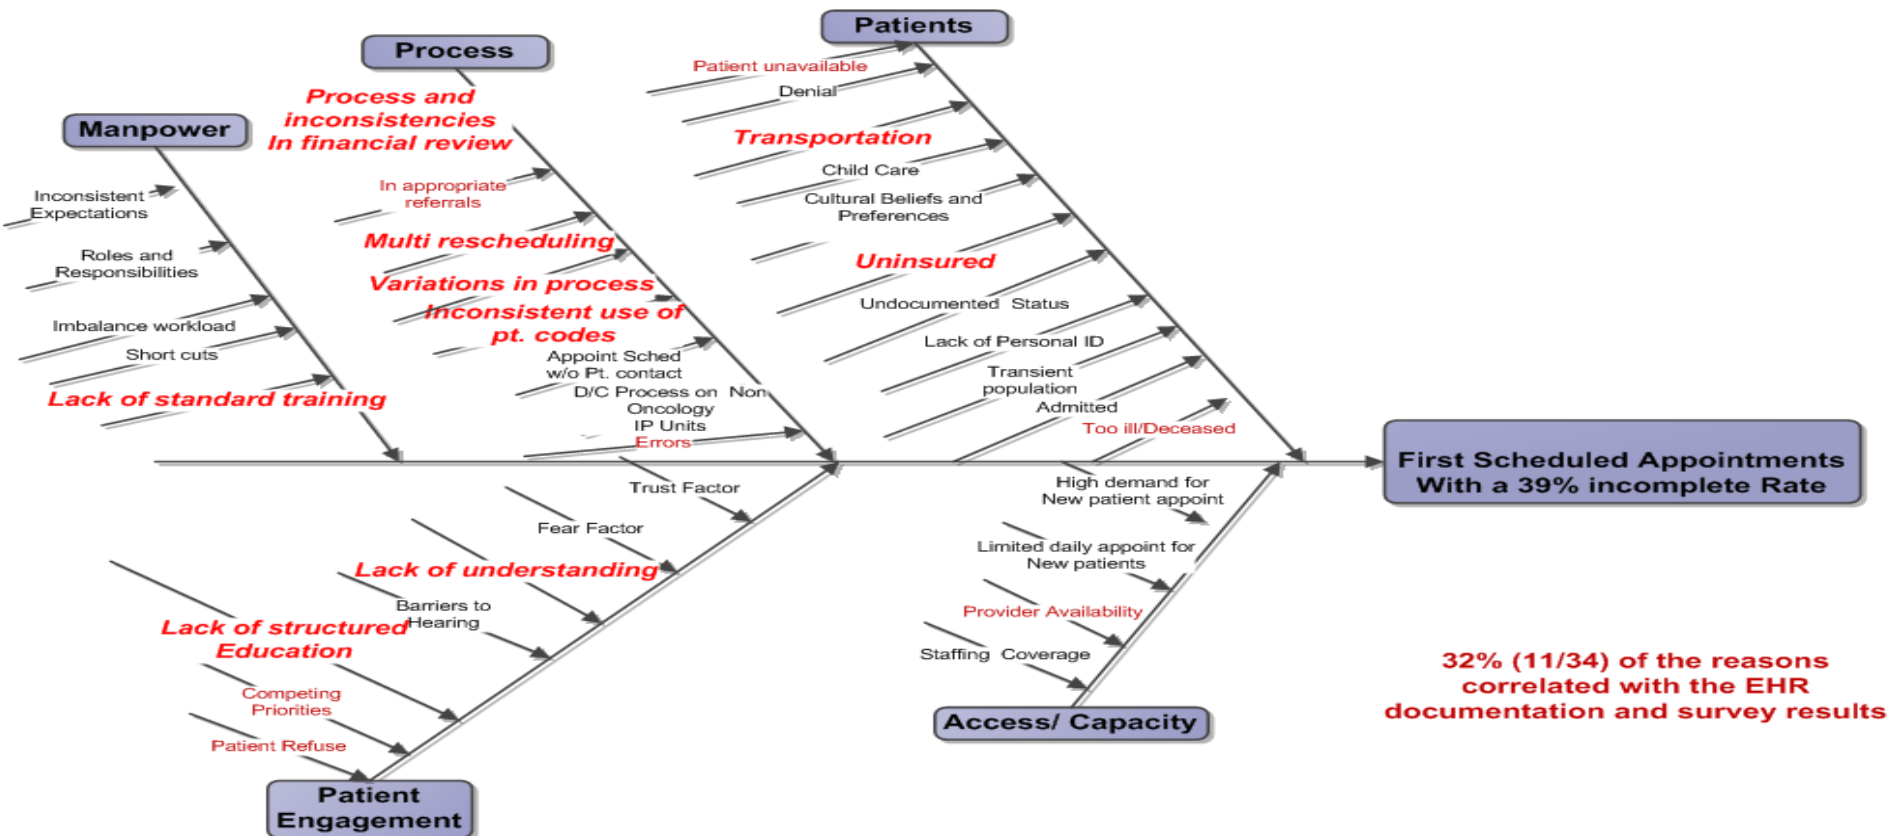 Patients
Process
Manpower
Patient unavailable
Denial
Transportation
Child Care
Cultural Beliefs and
Preferences
Uninsured
Undocumented Status
Lack of Personal ID
Transient
population
Admitted
Too ill/Deceased
Process and
inconsistencies
In financial review
In appropriate
referrals
Multi rescheduling
Variations in process
Inconsistent use of
pt. codes
Appoint Sched
w/o Pt. contact
D/C Process on Non
Oncology
IP Units
Errors
Inconsistent
Expectations
Roles and
Responsibilities
Imbalance workload
Short cuts
Lack of standard training
First Scheduled Appointments
With a 39% incomplete Rate
Trust Factor
Fear Factor
Lack of understanding
Barriers to
Hearing
Lack of structured
Education
Competing
Priorities
Patient Refuse
Patient
Engagement
High demand for
New patient appoint
Limited daily appoint for
New patients
Provider Availability
Staffing Coverage
Access/ Capacity
32% (11/34) of the reasons
correlated with the EHR
documentation and survey results